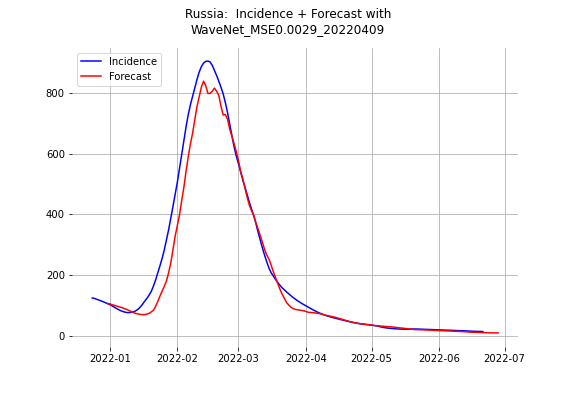 Russia:  Incidence + Forecast with
WaveNet_MSE0.0029_20220409
Incidence
Forecast
800
600
400
200
0
2022-01 2022-02 2022-03 2022-04 2022-05 2022-06 2022-07